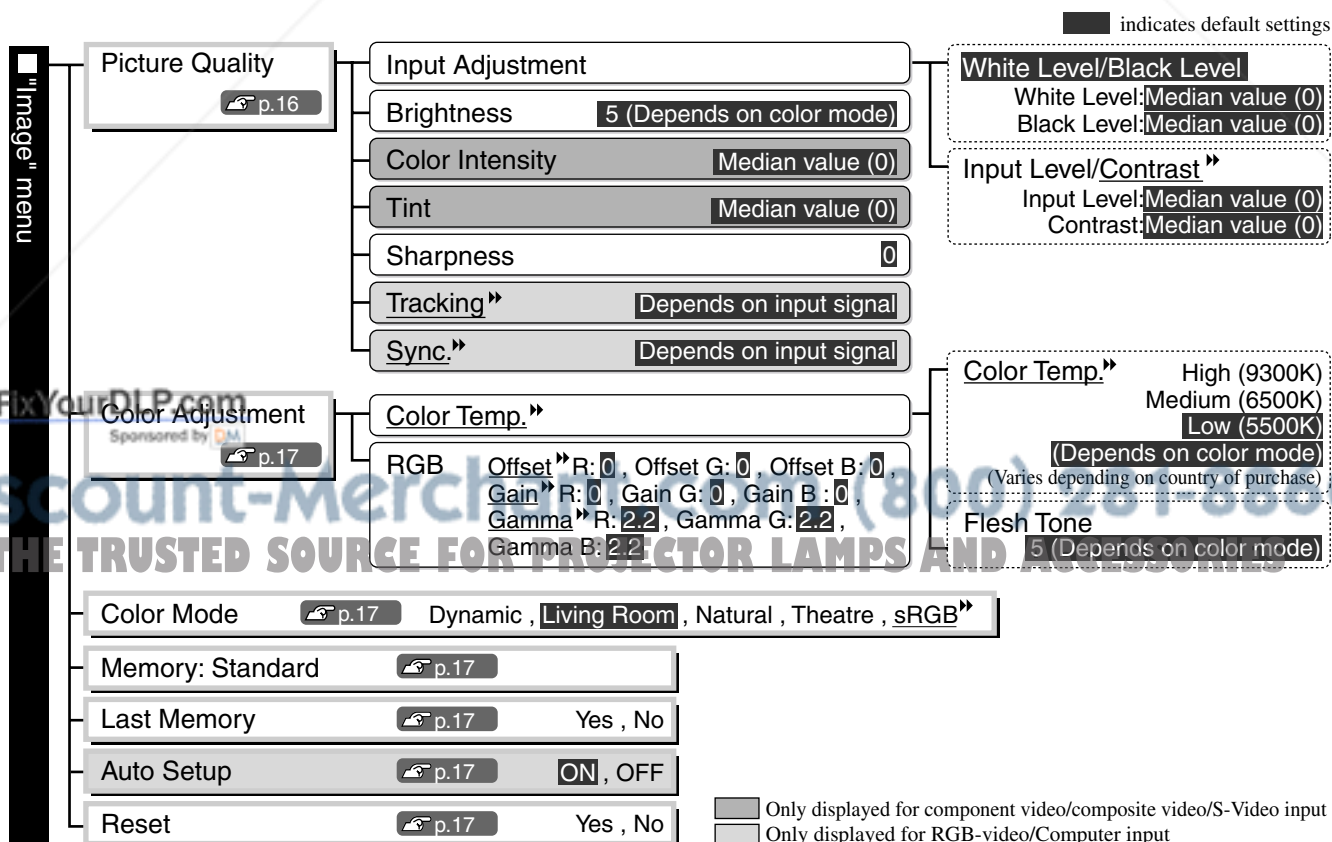 indicates default settings
"Image" menu
Picture Quality
p.16
Input Adjustment
Brightness 5 (Depends on color mode)
Color Intensity Median value (0)
Tint Median value (0)
Sharpness 0
Tracking Depends on input signal
Sync. Depends on input signal
White Level/Black Level
White Level:Median value (0)
Black Level:Median value (0)
Input Level/Contrast
Input Level:Median value (0)
Contrast:Median value (0)
Color Adjustment
p.17
Color Temp.
RGB Offset R: 0 , Offset G: 0 , Offset B: 0 ,
Gain R: 0 , Gain G: 0 , Gain B : 0 ,
Gamma R: 2.2 , Gamma G: 2.2 ,
Gamma B: 2.2
Color Temp. High (9300K)
Medium (6500K)
Low (5500K)
(Depends on color mode)
(Varies depending on country of purchase)
Flesh Tone
5 (Depends on color mode)
Color Mode p.17 Dynamic , Living Room , Natural , Theatre , sRGB
Memory: Standard p.17
Last Memory p.17 Yes , No
Auto Setup p.17 ON , OFF
Reset p.17 Yes , No
Only displayed for component video/composite video/S-Video input
Only displayed for RGB-video/Computer input
FixYourDLP.com
Sponsored by DM
scount-Merchant.com (800) 281-886
THE TRUSTED SOURCE FOR PROJECTOR LAMPS AND ACCESSORIES